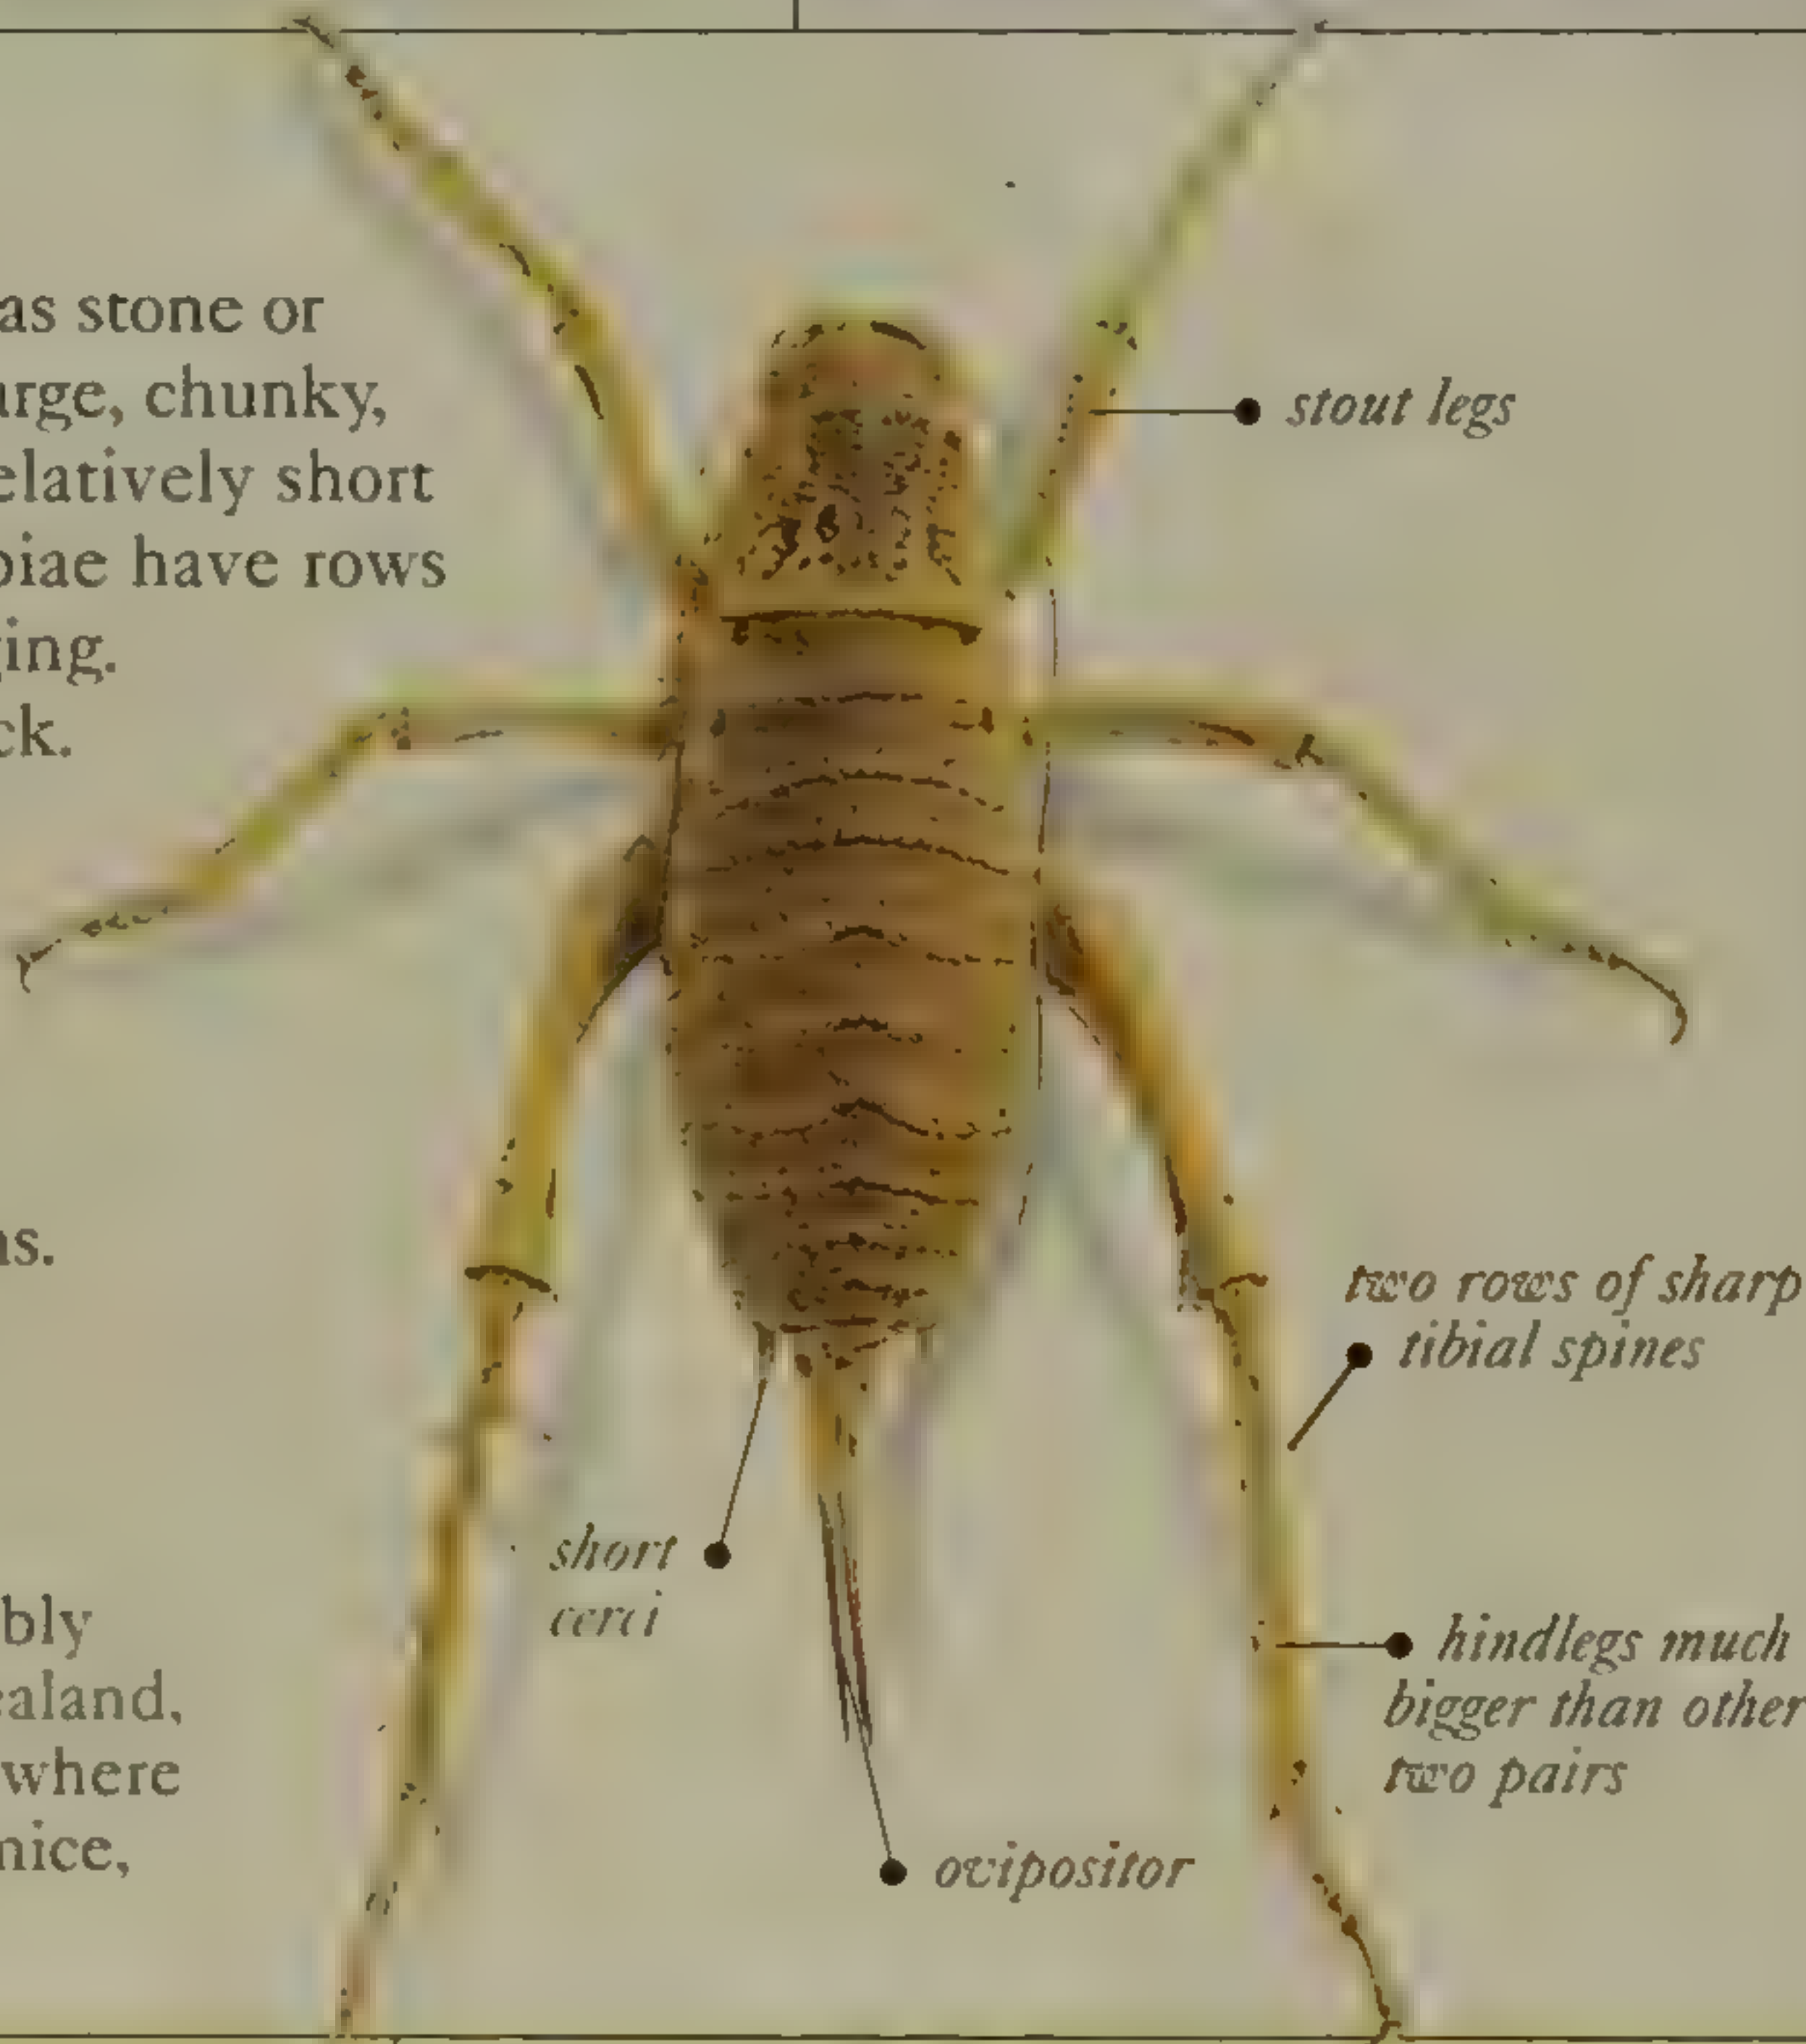 as stone or
arge, chunky,
elatively short
biae have rows
ing.
ck.
ns.
bly
ealand,
where
nice,
stout legs
two rows of sharp
tibial spines
short
cerci
hindlegs much
bigger than other
two pairs
ovipositor